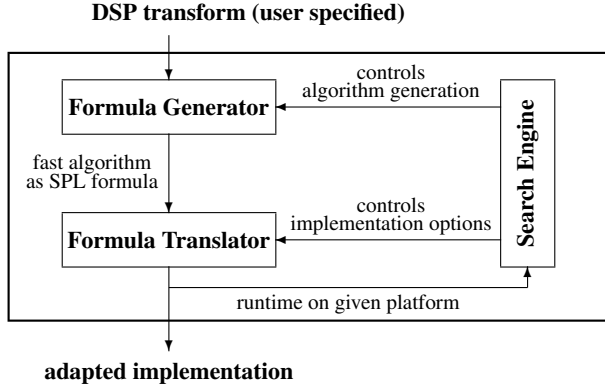 DSP transform (user specified)
controls
algorithm generation
Formula Generator
Search Engine
fast algorithm
as SPL formula
controls
implementation options
Formula Translator
runtime on given platform
adapted implementation